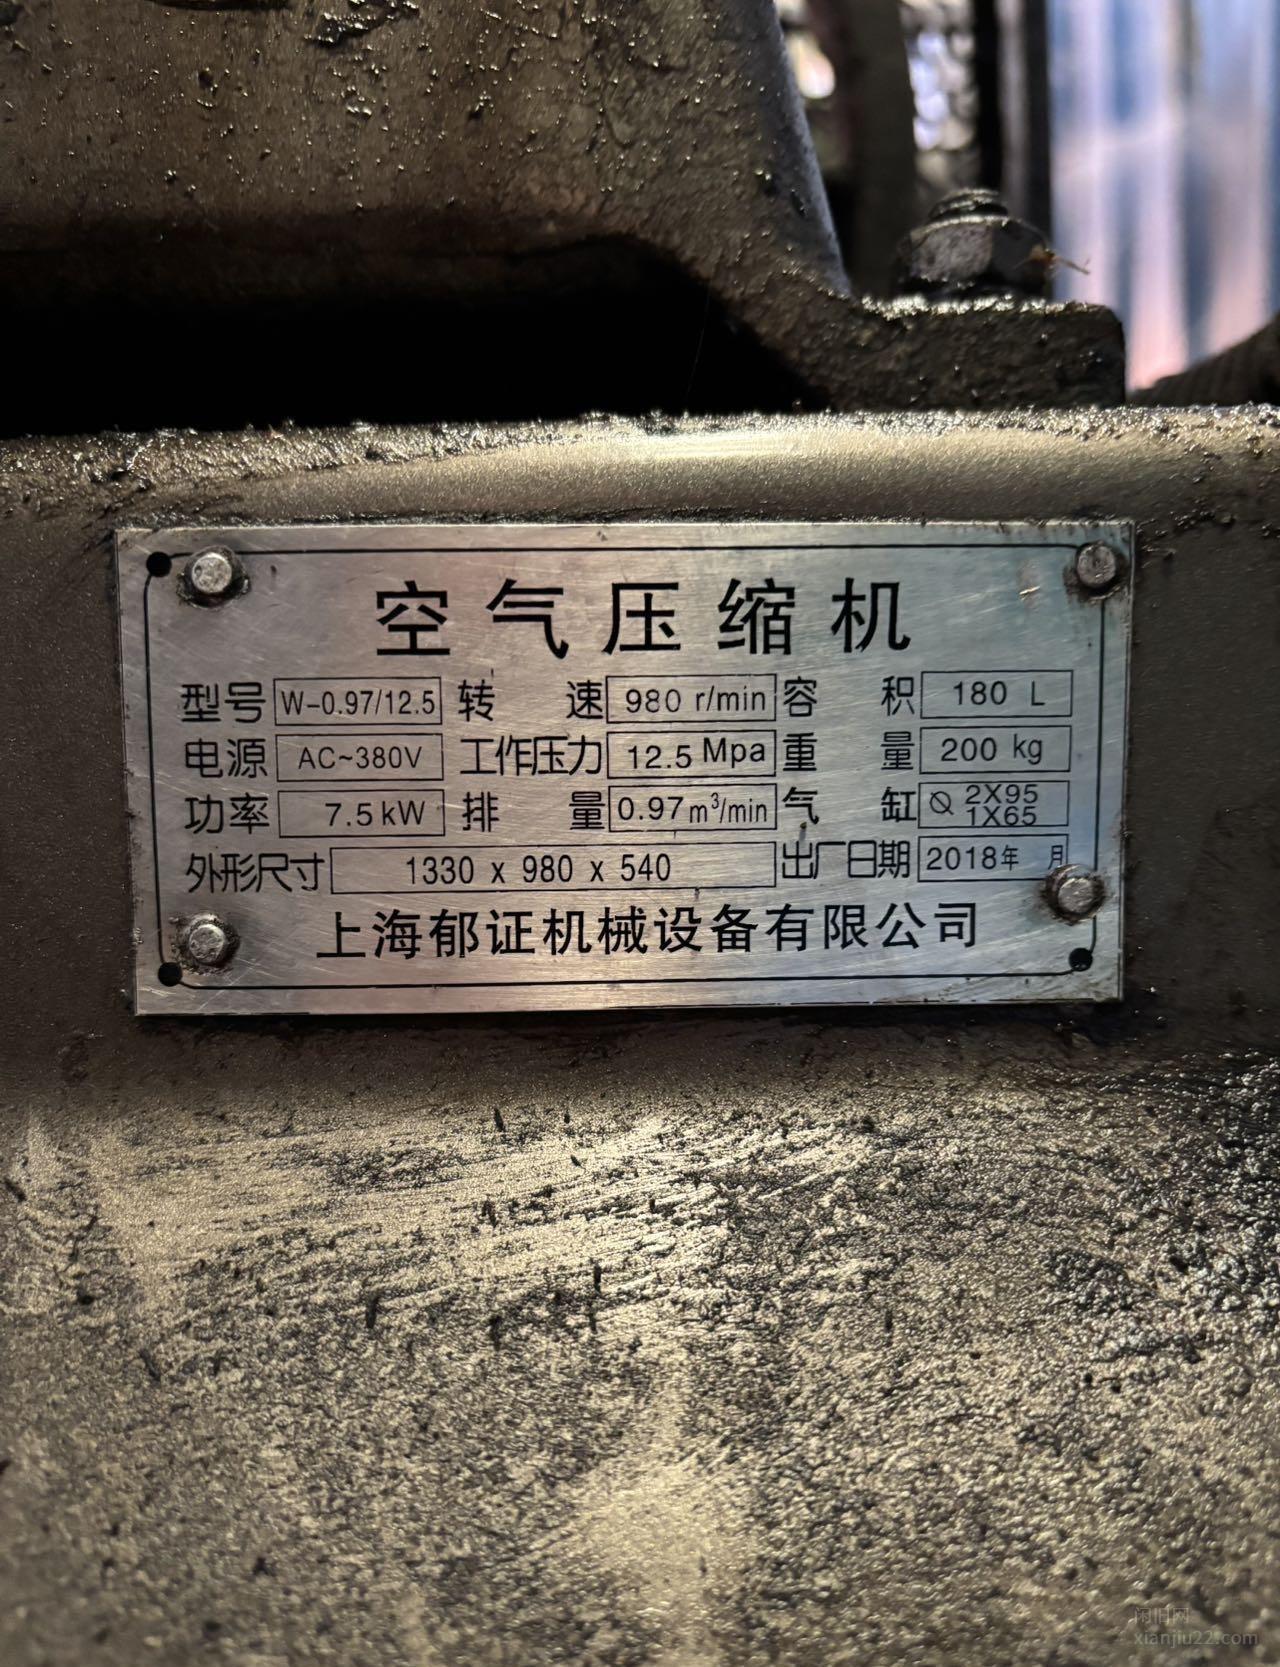 空气压缩机
型号 W-0.97/12.5 转速 980 r/min 容积 180 L
电源 AC~380V 工作压力 12.5 Mpa 重量 200 kg
功率 7.5 kW 排量 0.97 m³/min 气缸 Ø 2X95 1X65
外形尺寸 1330 x 980 x 540 出厂日期 2018年 月
上海郁证机械设备有限公司
闲旧网
xianjiu22.com